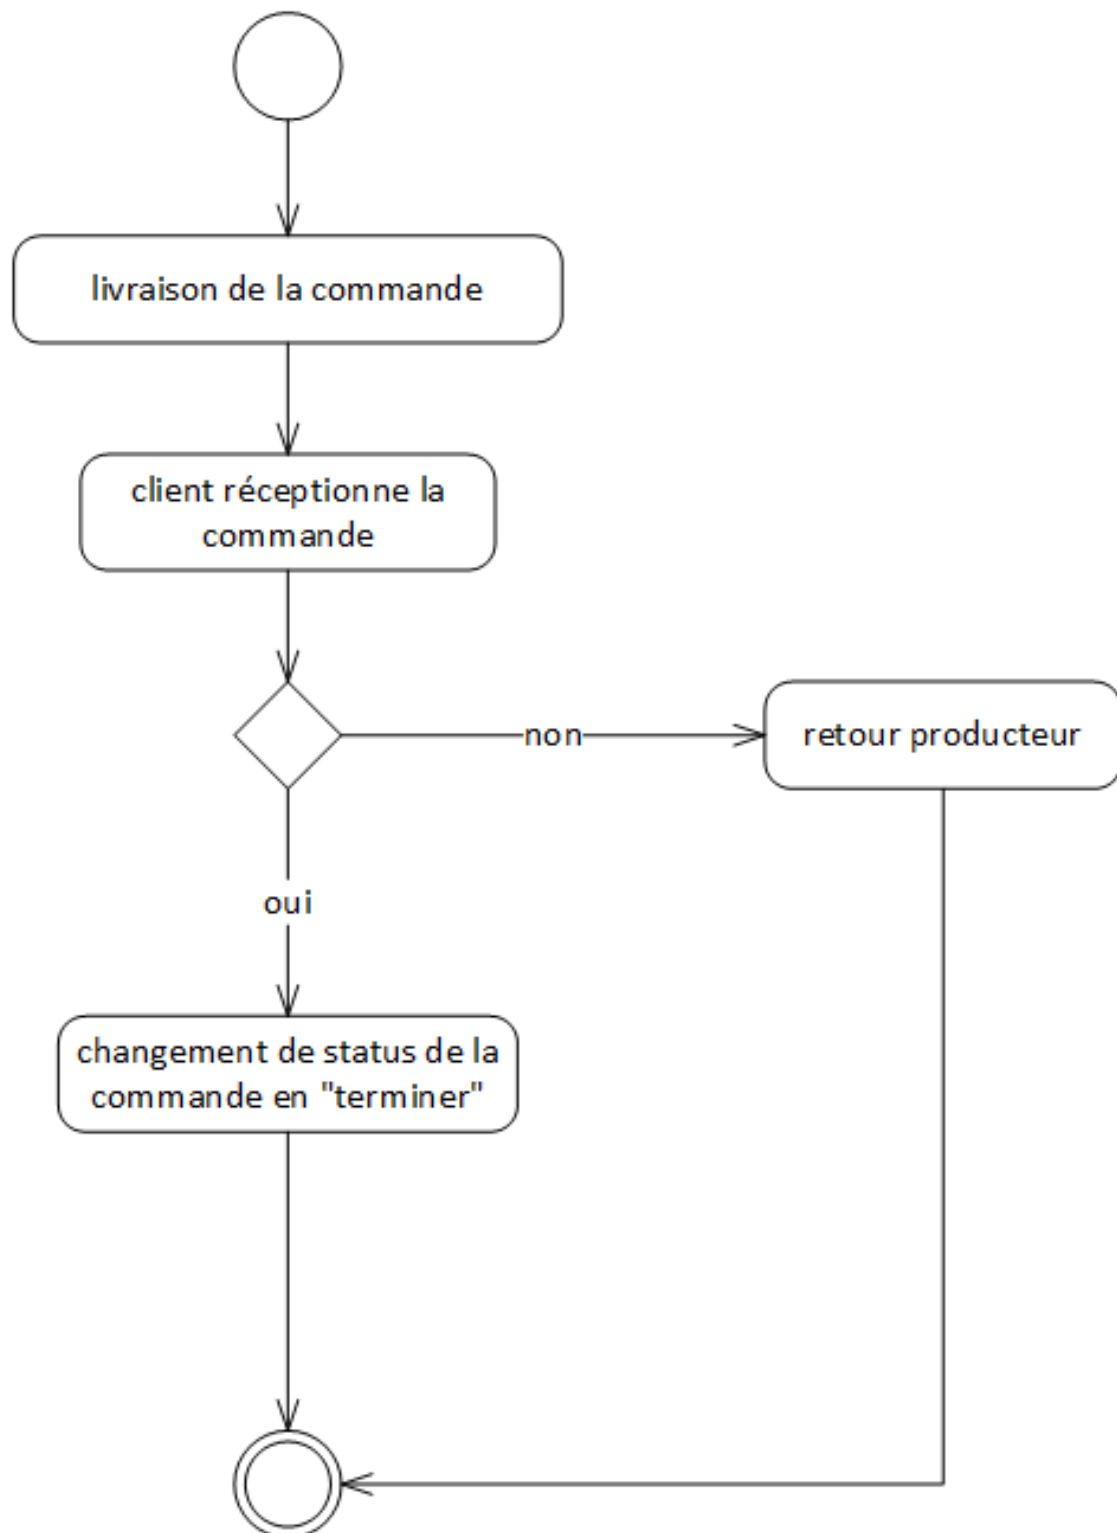 livraison de la commande
client réceptionne la
commande
non
retour producteur
oui
changement de status de la
commande en "terminer"